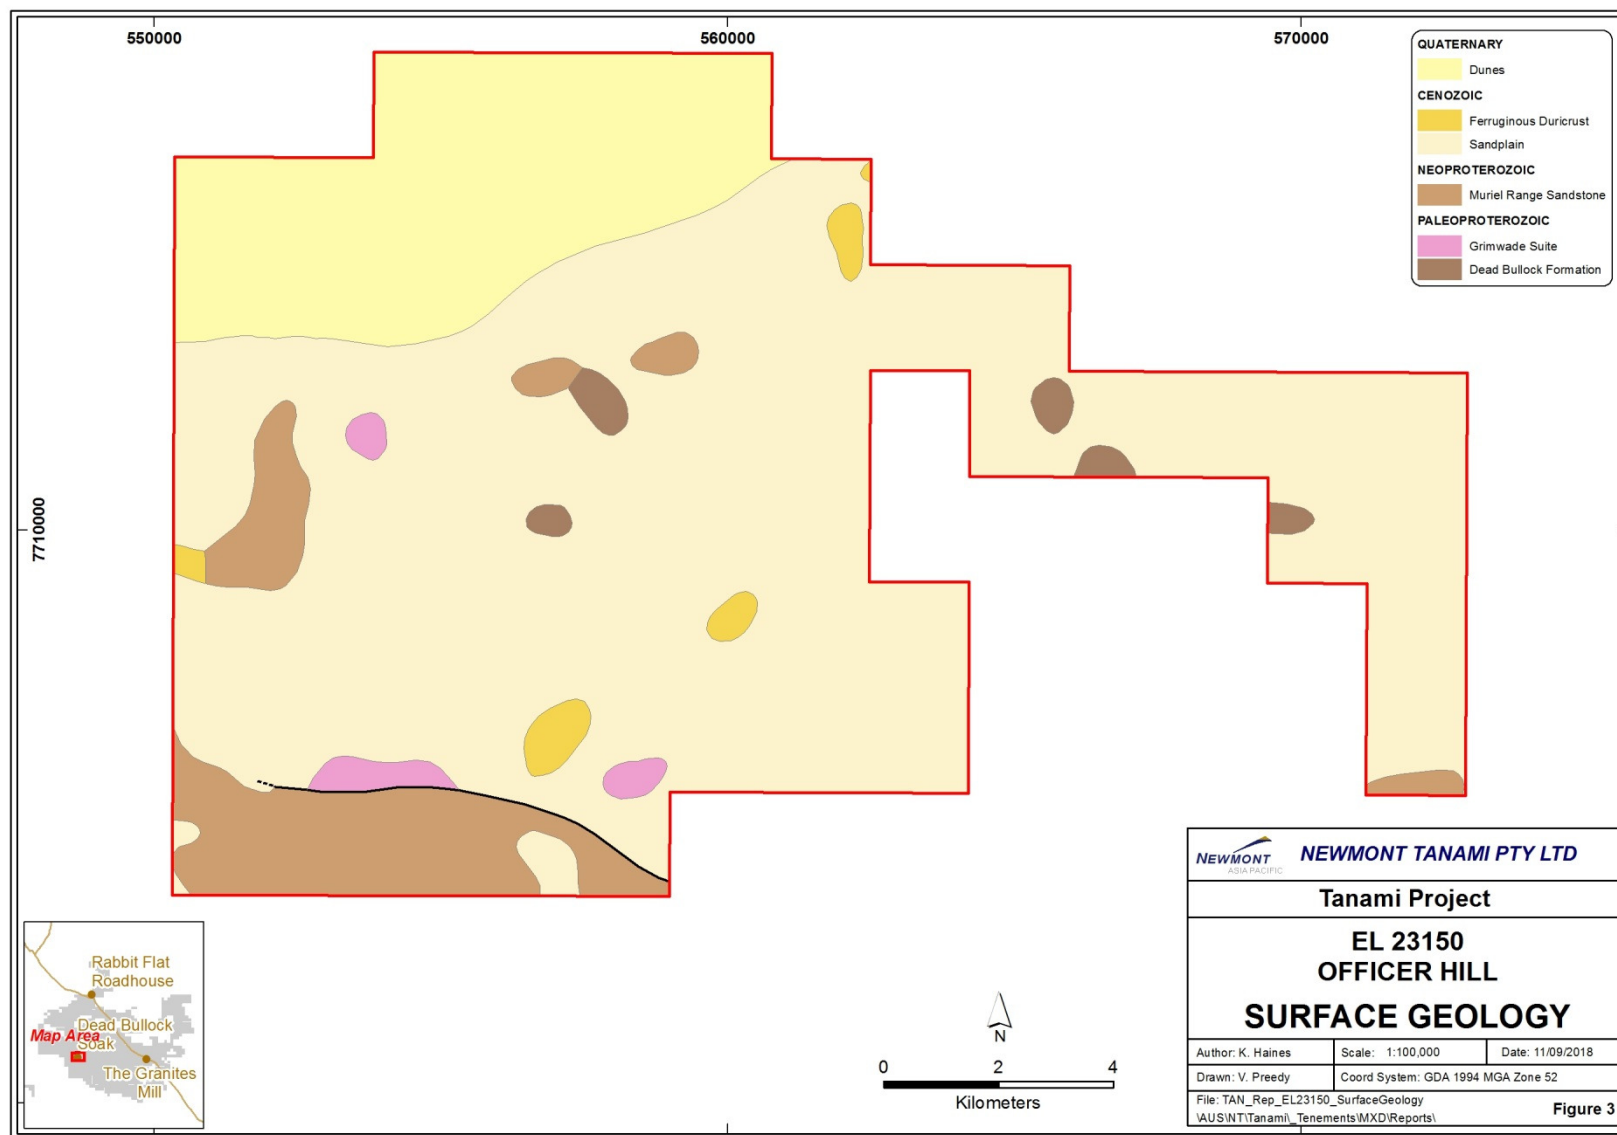 550000
560000
570000
7710000
QUATERNARY
Dunes
CENOZOIC
Ferruginous Duricrust
Sandplain
NEOPROTEROZOIC
Muriel Range Sandstone
PALEOPROTEROZOIC
Grimwade Suite
Dead Bullock Formation
Rabbit Flat
Roadhouse
Dead Bullock
Soak
Map Area
The Granites
Mill
N
0 2 4
Kilometers
NEWMONT
ASIA PACIFIC
NEWMONT TANAMI PTY LTD
Tanami Project
EL 23150
OFFICER HILL
SURFACE GEOLOGY
Author: K. Haines
Scale: 1:100,000
Date: 11/09/2018
Drawn: V. Preedy
Coord System: GDA 1994 MGA Zone 52
File: TAN_Rep_EL23150_SurfaceGeology
\AUS\NT\Tanami\_Tenements\MXD\Reports\
Figure 3